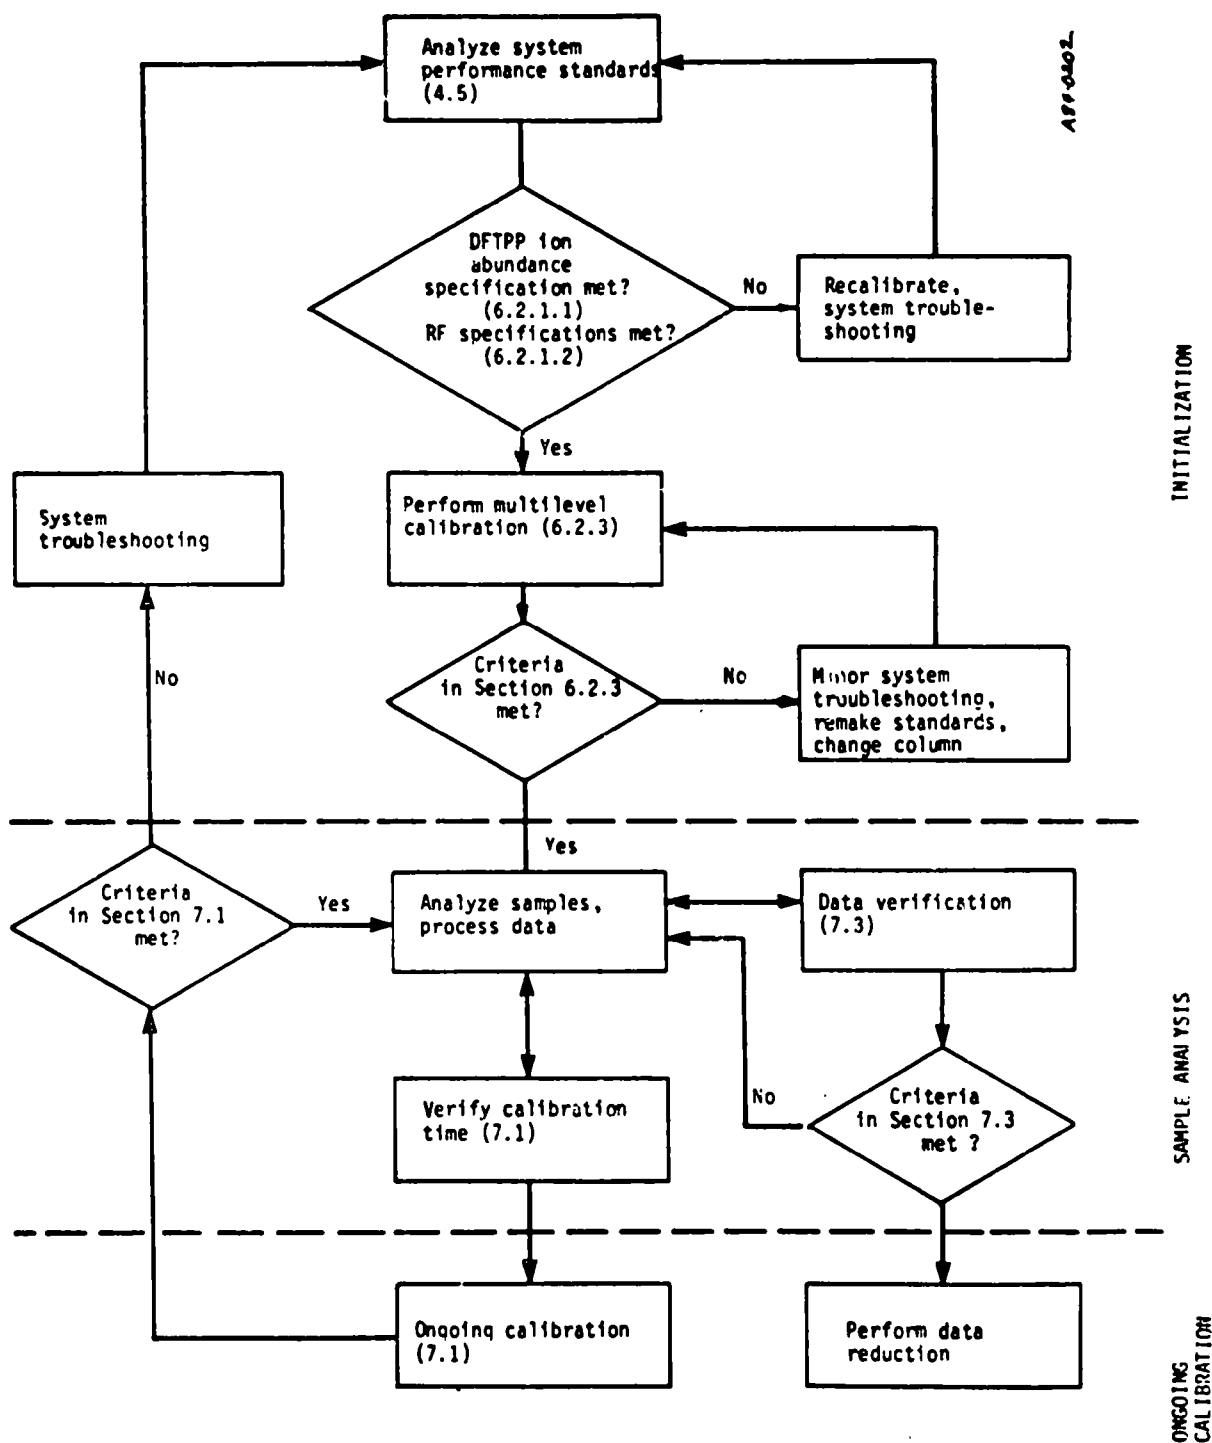 Analyze system
performance standards
(4.5)
DFTPP ion
abundance
specification met?
(6.2.1.1)
RF specifications met?
(6.2.1.2)
No
Recalibrate,
system trouble-
shooting
Yes
Perform multilevel
calibration (6.2.3)
System
troubleshooting
Criteria
in Section 6.2.3
met?
No
Minor system
troubleshooting,
remake standards,
change column
No
INITIALIZATION
Yes
Criteria
in Section 7.1
met?
Yes
Analyze samples,
process data
Data verification
(7.3)
Verify calibration
time (7.1)
No
Criteria
in Section 7.3
met ?
SAMPLE ANALYSIS
Ongoing calibration
(7.1)
Perform data
reduction
ONGOING
CALIBRATION